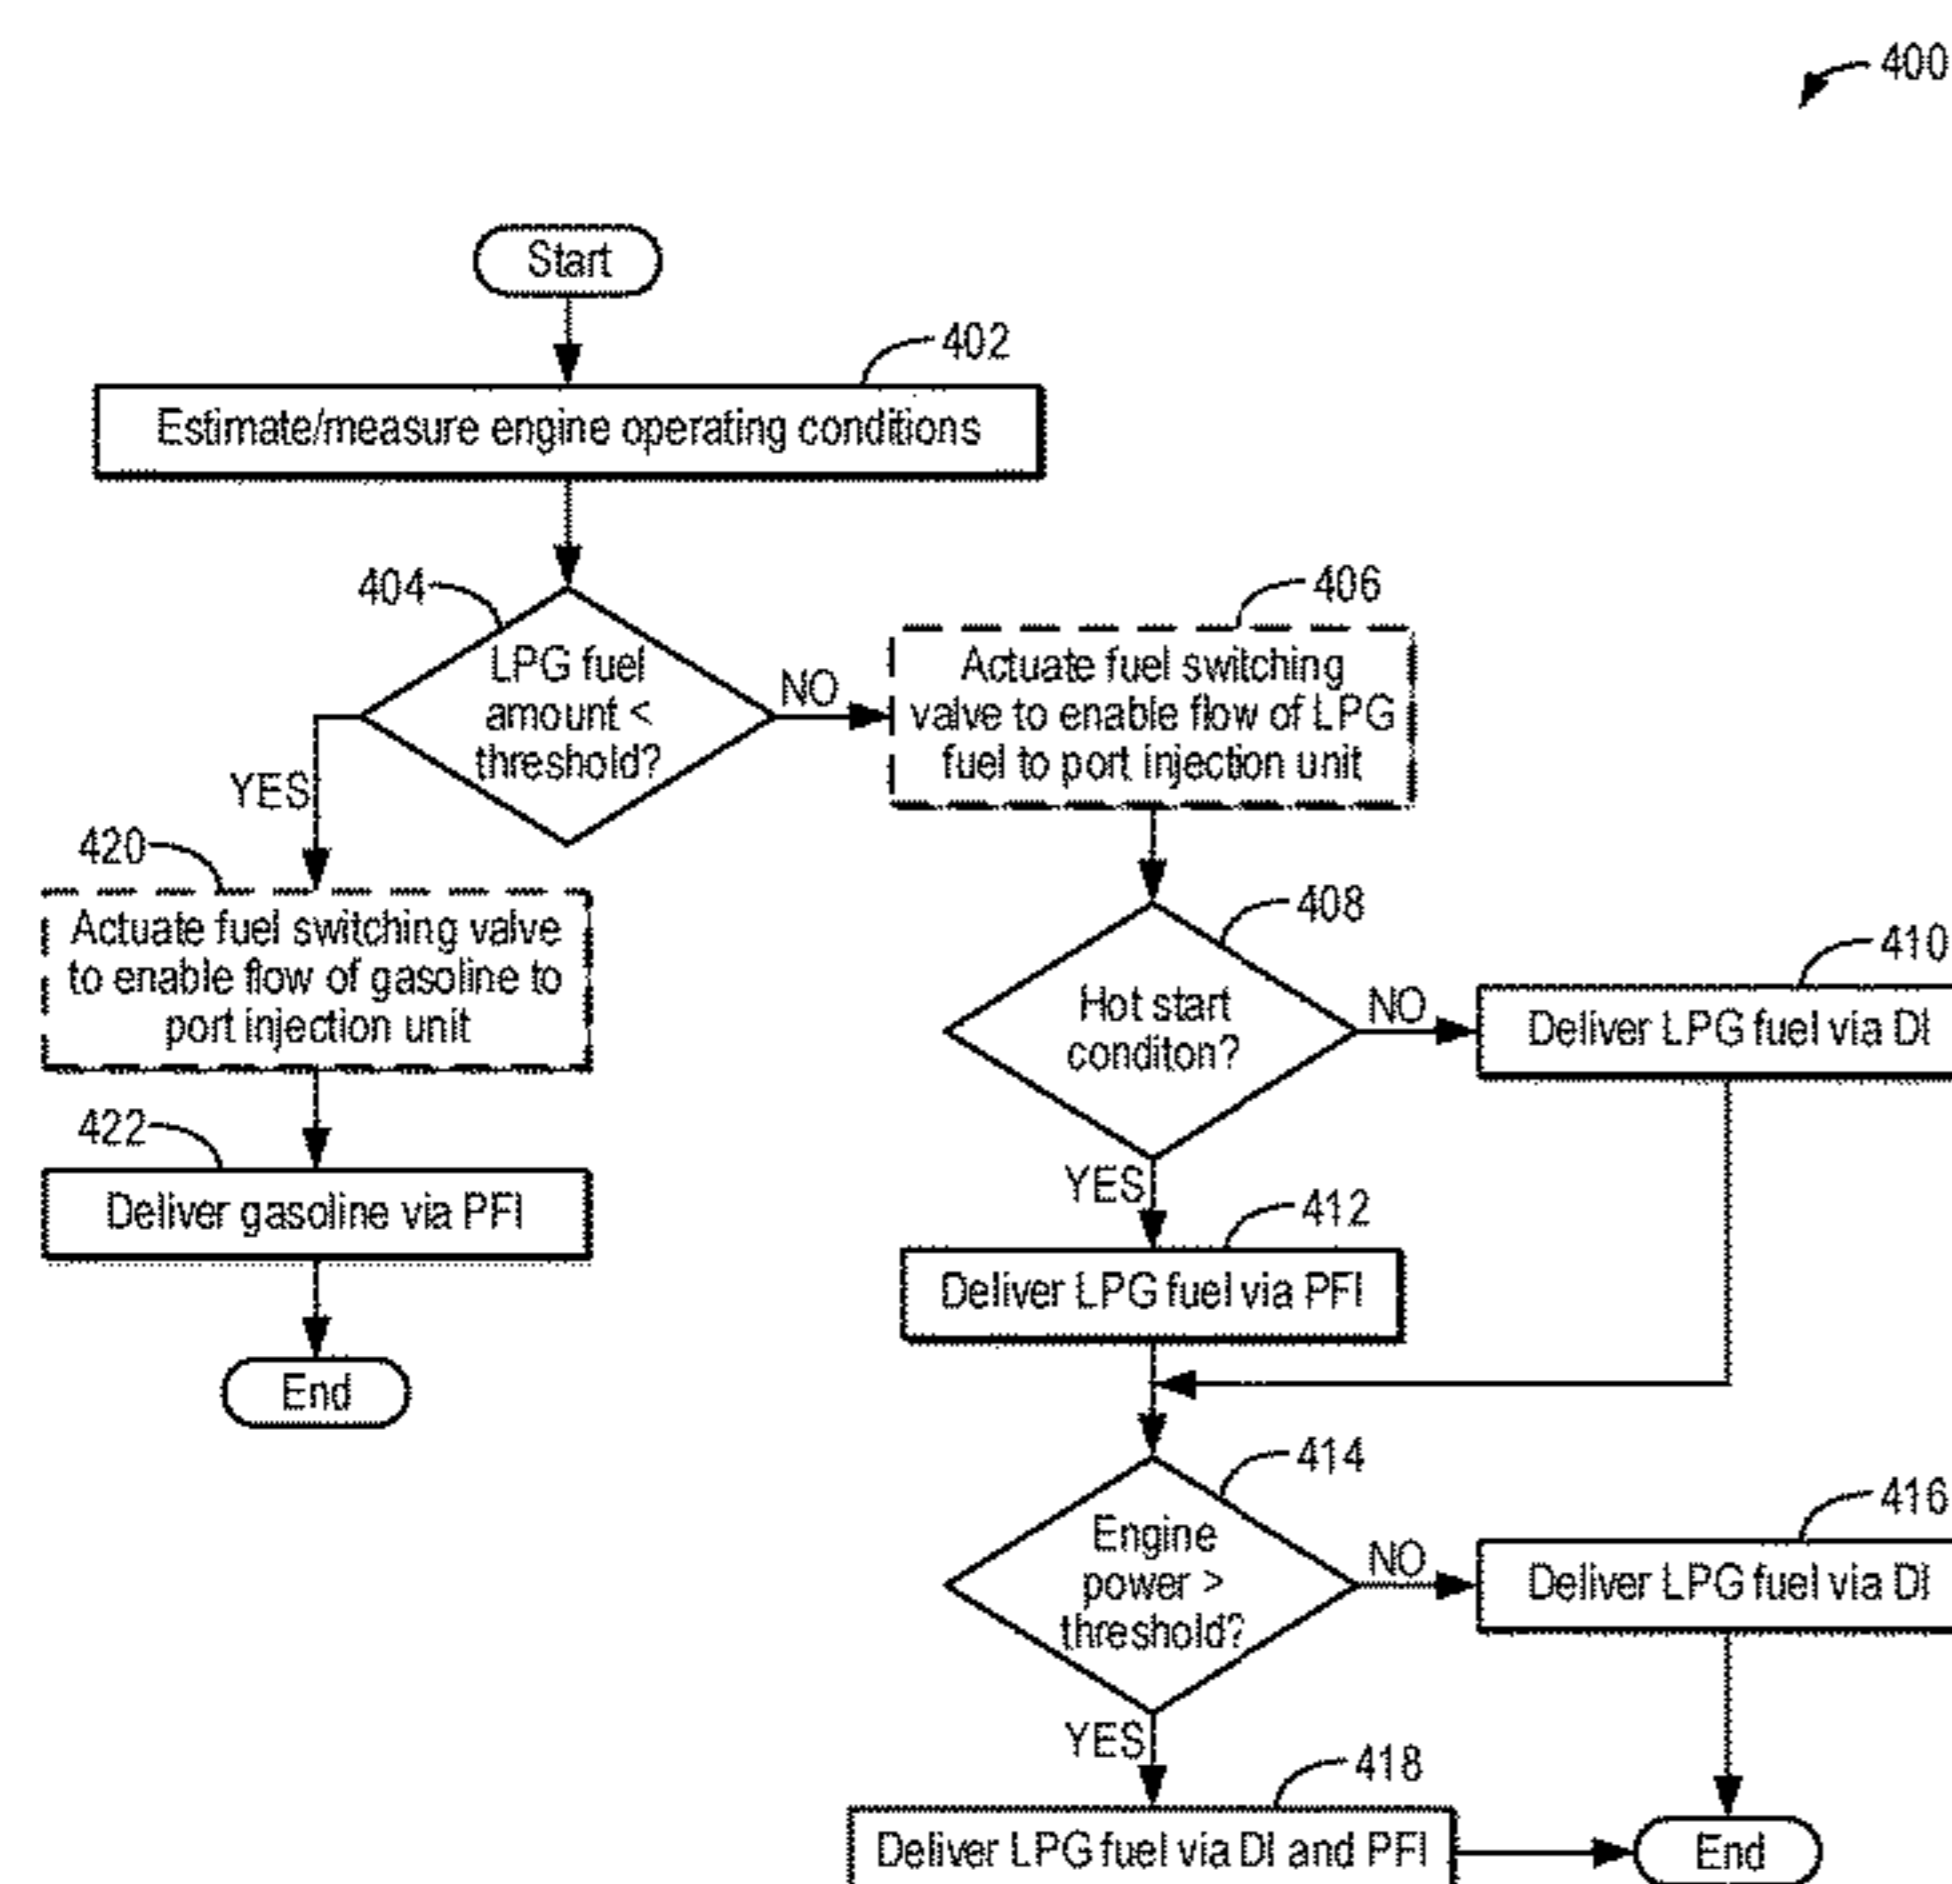 400
Start
402
Estimate/measure engine operating conditions
404
LPG fuel
amount <
threshold?
NO
YES
406
Actuate fuel switching
valve to enable flow of LPG
fuel to port injection unit
420
Actuate fuel switching valve
to enable flow of gasoline to
port injection unit
422
Deliver gasoline via PFI
End
408
Hot start
conditon?
NO
YES
410
Deliver LPG fuel via DI
412
Deliver LPG fuel via PFI
414
Engine
power >
threshold?
NO
YES
416
Deliver LPG fuel via DI
418
Deliver LPG fuel via DI and PFI
End